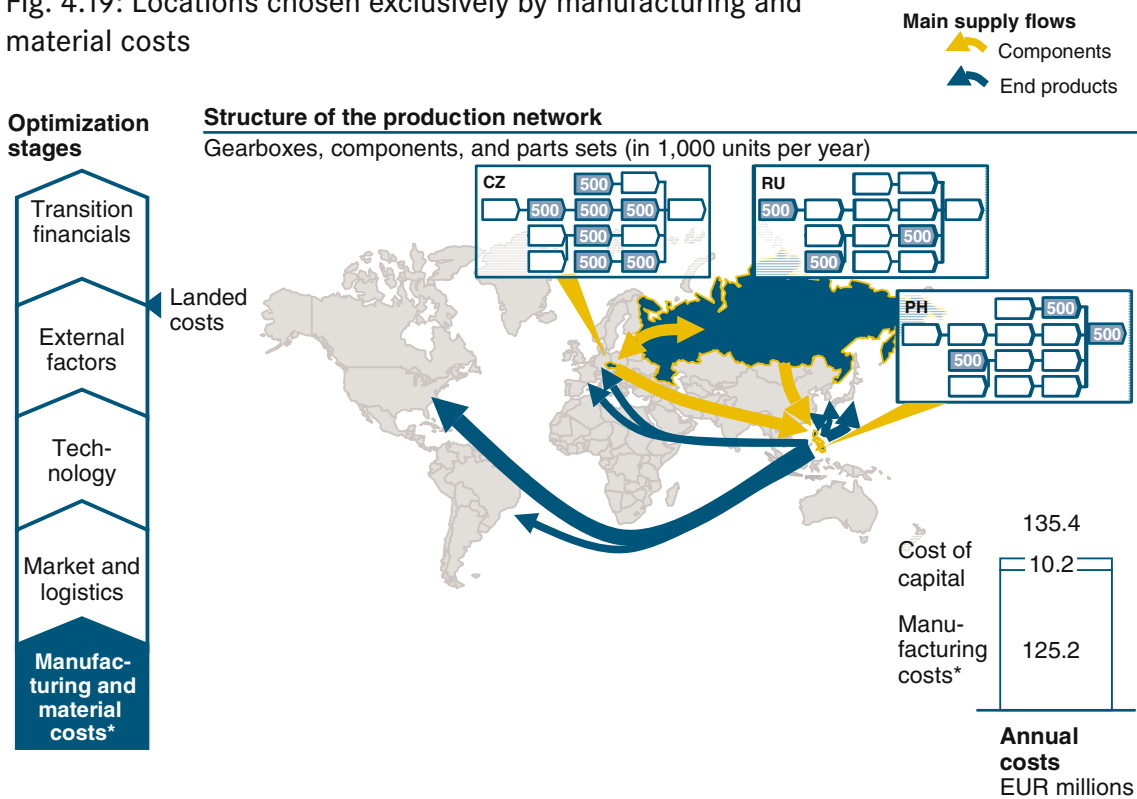 Fig. 4.19: Locations chosen exclusively by manufacturing and
material costs
Main supply flows
Components
End products
Optimization
stages
Structure of the production network
Gearboxes, components, and parts sets (in 1,000 units per year)
Transition
financials
Landed
costs
External
factors
Tech-
nology
Market and
logistics
Manufac-
turing and
material
costs*
CZ
500
500 500 500
500
500 500
RU
500
500
500
PH
500
500
500
135.4
Cost of
capital
10.2
Manu-
facturing
costs*
125.2
Annual
costs
EUR millions